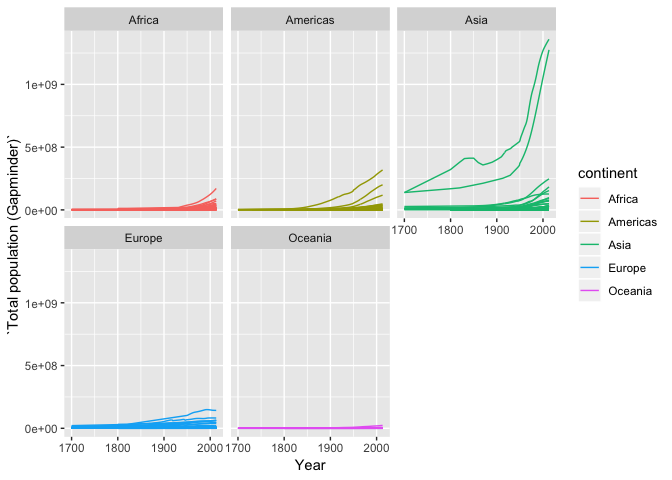 Africa
Americas
Asia
1e+09
5e+08
0e+00
1700 1800 1900 2000
Europe
Oceania
1e+09
5e+08
0e+00
1700 1800 1900 2000
1700 1800 1900 2000
Year
`Total population (Gapminder)`
continent
Africa
Americas
Asia
Europe
Oceania